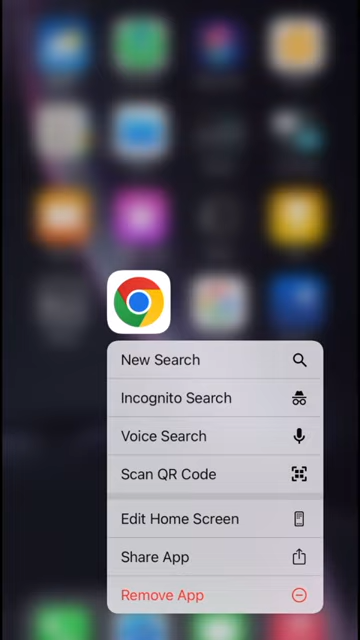 New Search
Incognito Search
Voice Search
Scan QR Code
Edit Home Screen
Share App
Remove App